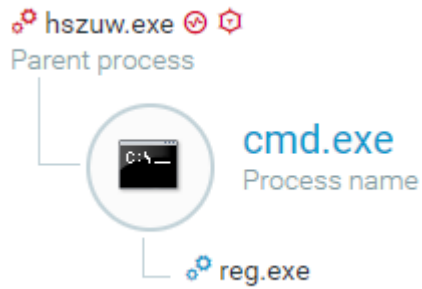 hszuw.exe
Parent process
C:\_
cmd.exe
Process name
reg.exe